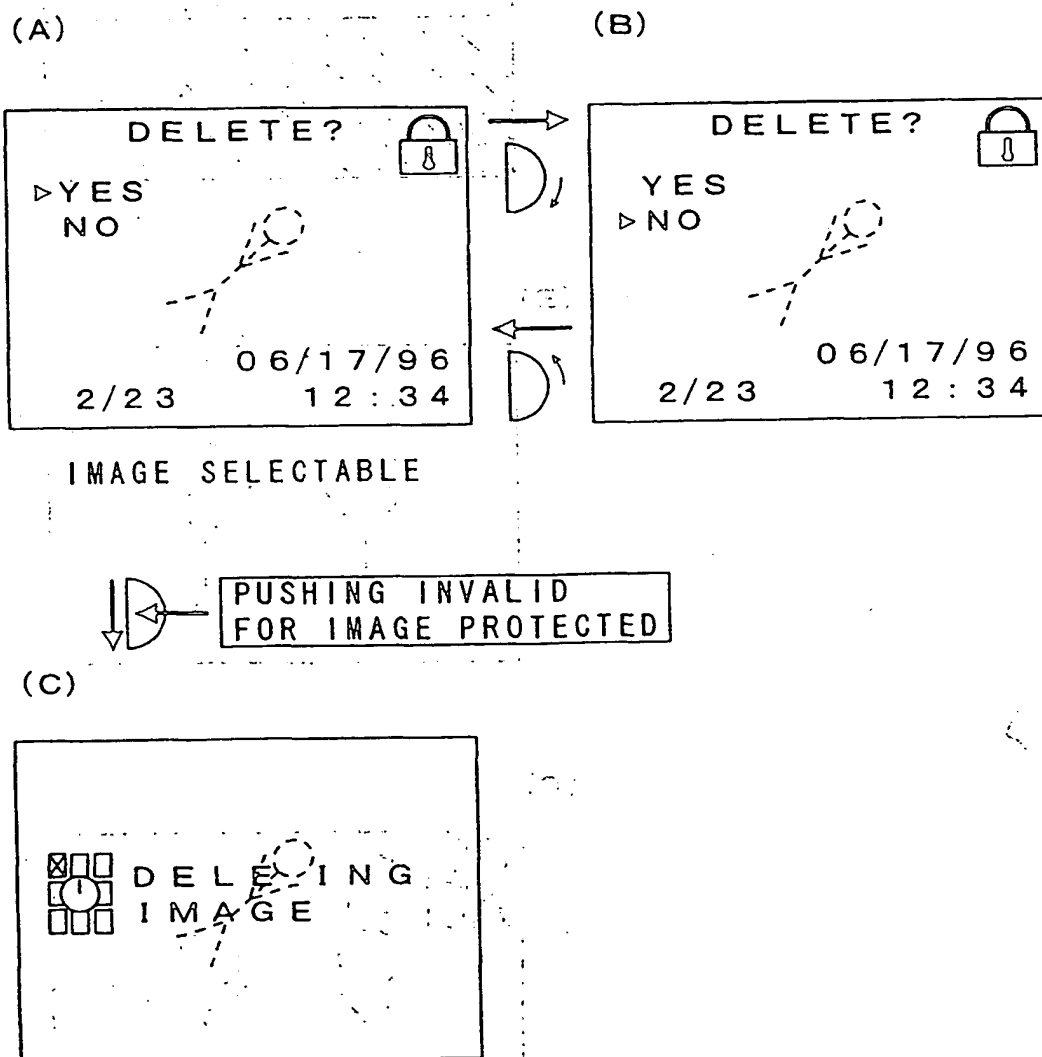 (A)
DELETE?
▷YES
NO
06/17/96
2/23 12:34
IMAGE SELECTABLE
(B)
DELETE?
YES
▷NO
06/17/96
2/23 12:34
PUSHING INVALID
FOR IMAGE PROTECTED
(C)
DELEING
IMAGE